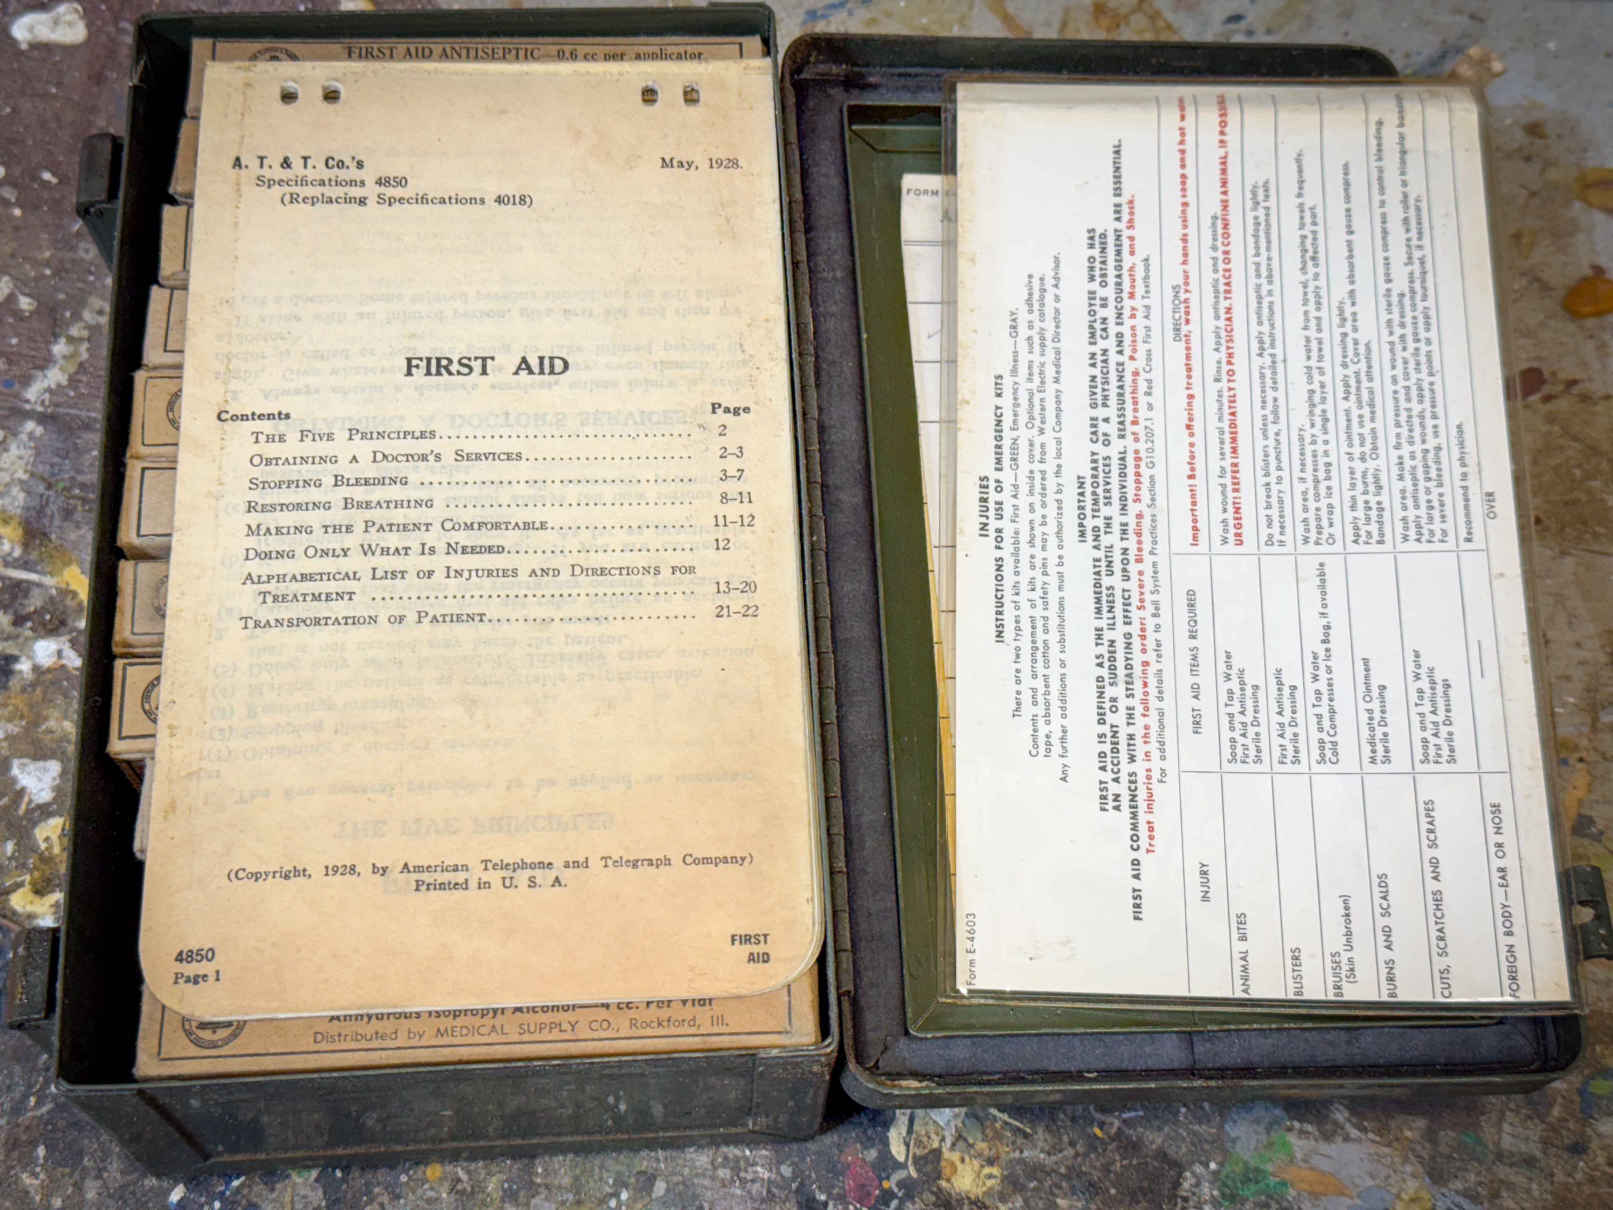 FIRST AID ANTISEPTIC—0.6 cc per applicator
A. T. & T. Co.'s
May, 1928.
Specifications 4850
(Replacing Specifications 4018)
FIRST AID
Contents
Page
THE FIVE PRINCIPLES 2
OBTAINING A DOCTOR'S SERVICES 2–3
STOPPING BLEEDING 3–7
RESTORING BREATHING 8–11
MAKING THE PATIENT COMFORTABLE 11–12
DOING ONLY WHAT IS NEEDED 12
ALPHABETICAL LIST OF INJURIES AND DIRECTIONS FOR
TREATMENT 13–20
TRANSPORTATION OF PATIENT 21–22
(Copyright, 1928, by American Telephone and Telegraph Company)
Printed in U. S. A.
4850
Page 1
FIRST
AID
Anhydrous Isopropyl Alcohol—4 cc. Per Vial
Distributed by MEDICAL SUPPLY CO., Rockford, Ill.
FORM
Form E-4603
INJURIES
INSTRUCTIONS FOR USE OF EMERGENCY KITS
There are two types of kits available: First Aid—GREEN, Emergency Illness—GRAY.
Contents and arrangement of kits are shown on inside cover. Optional items such as adhesive
tape, absorbent cotton and safety pins may be ordered from Western Electric supply catalogue.
Any further additions or substitutions must be authorized by the local Company Medical Director or Advisor.
IMPORTANT
FIRST AID IS DEFINED AS THE IMMEDIATE AND TEMPORARY CARE GIVEN AN EMPLOYEE WHO HAS
AN ACCIDENT OR SUDDEN ILLNESS UNTIL THE SERVICES OF A PHYSICIAN CAN BE OBTAINED.
FIRST AID COMMENCES WITH THE STEADYING EFFECT UPON THE INDIVIDUAL. REASSURANCE AND ENCOURAGEMENT ARE ESSENTIAL.
Treat injuries in the following order: Severe Bleeding, Stoppage of Breathing, Poison by Mouth, and Shock.
For additional details refer to Bell System Practices Section G10.207.1 or Red Cross First Aid Textbook.
INJURY
FIRST AID ITEMS REQUIRED
DIRECTIONS
Important! Before offering treatment, wash your hands using soap and hot water
ANIMAL BITES
Soap and Tap Water
First Aid Antiseptic
Sterile Dressing
Wash wound for several minutes. Rinse. Apply antiseptic and dressing.
URGENT! REFER IMMEDIATELY TO PHYSICIAN. TRACE OR CONFINE ANIMAL, IF POSSIBLE
BLISTERS
First Aid Antiseptic
Sterile Dressing
Do not break blisters unless necessary. Apply antiseptic and bandage lightly.
If necessary to puncture, follow detailed instructions in above-mentioned texts.
BRUISES
(Skin Unbroken)
Soap and Tap Water
Cold Compresses or Ice Bag, if available
Wash area, if necessary.
Prepare compresses by wringing cold water from towel, changing towels frequently.
Or wrap ice bag in a single layer of towel and apply to affected part.
BURNS AND SCALDS
Medicated Ointment
Sterile Dressing
Apply thin layer of ointment. Apply dressing lightly.
For large burns, do not use ointment. Cover area with absorbent gauze compress.
Bandage lightly. Obtain medical attention.
CUTS, SCRATCHES AND SCRAPES
Soap and Tap Water
First Aid Antiseptic
Sterile Dressings
Wash area. Make firm pressure on wound with sterile gauze compress to control bleeding.
Apply antiseptic as directed and cover with dressing.
For large or gaping wounds, apply sterile gauze compress. Secure with roller or triangular bandage
For severe bleeding, use pressure points or apply tourniquet, if necessary.
FOREIGN BODY—EAR OR NOSE
Recommend to physician.
OVER